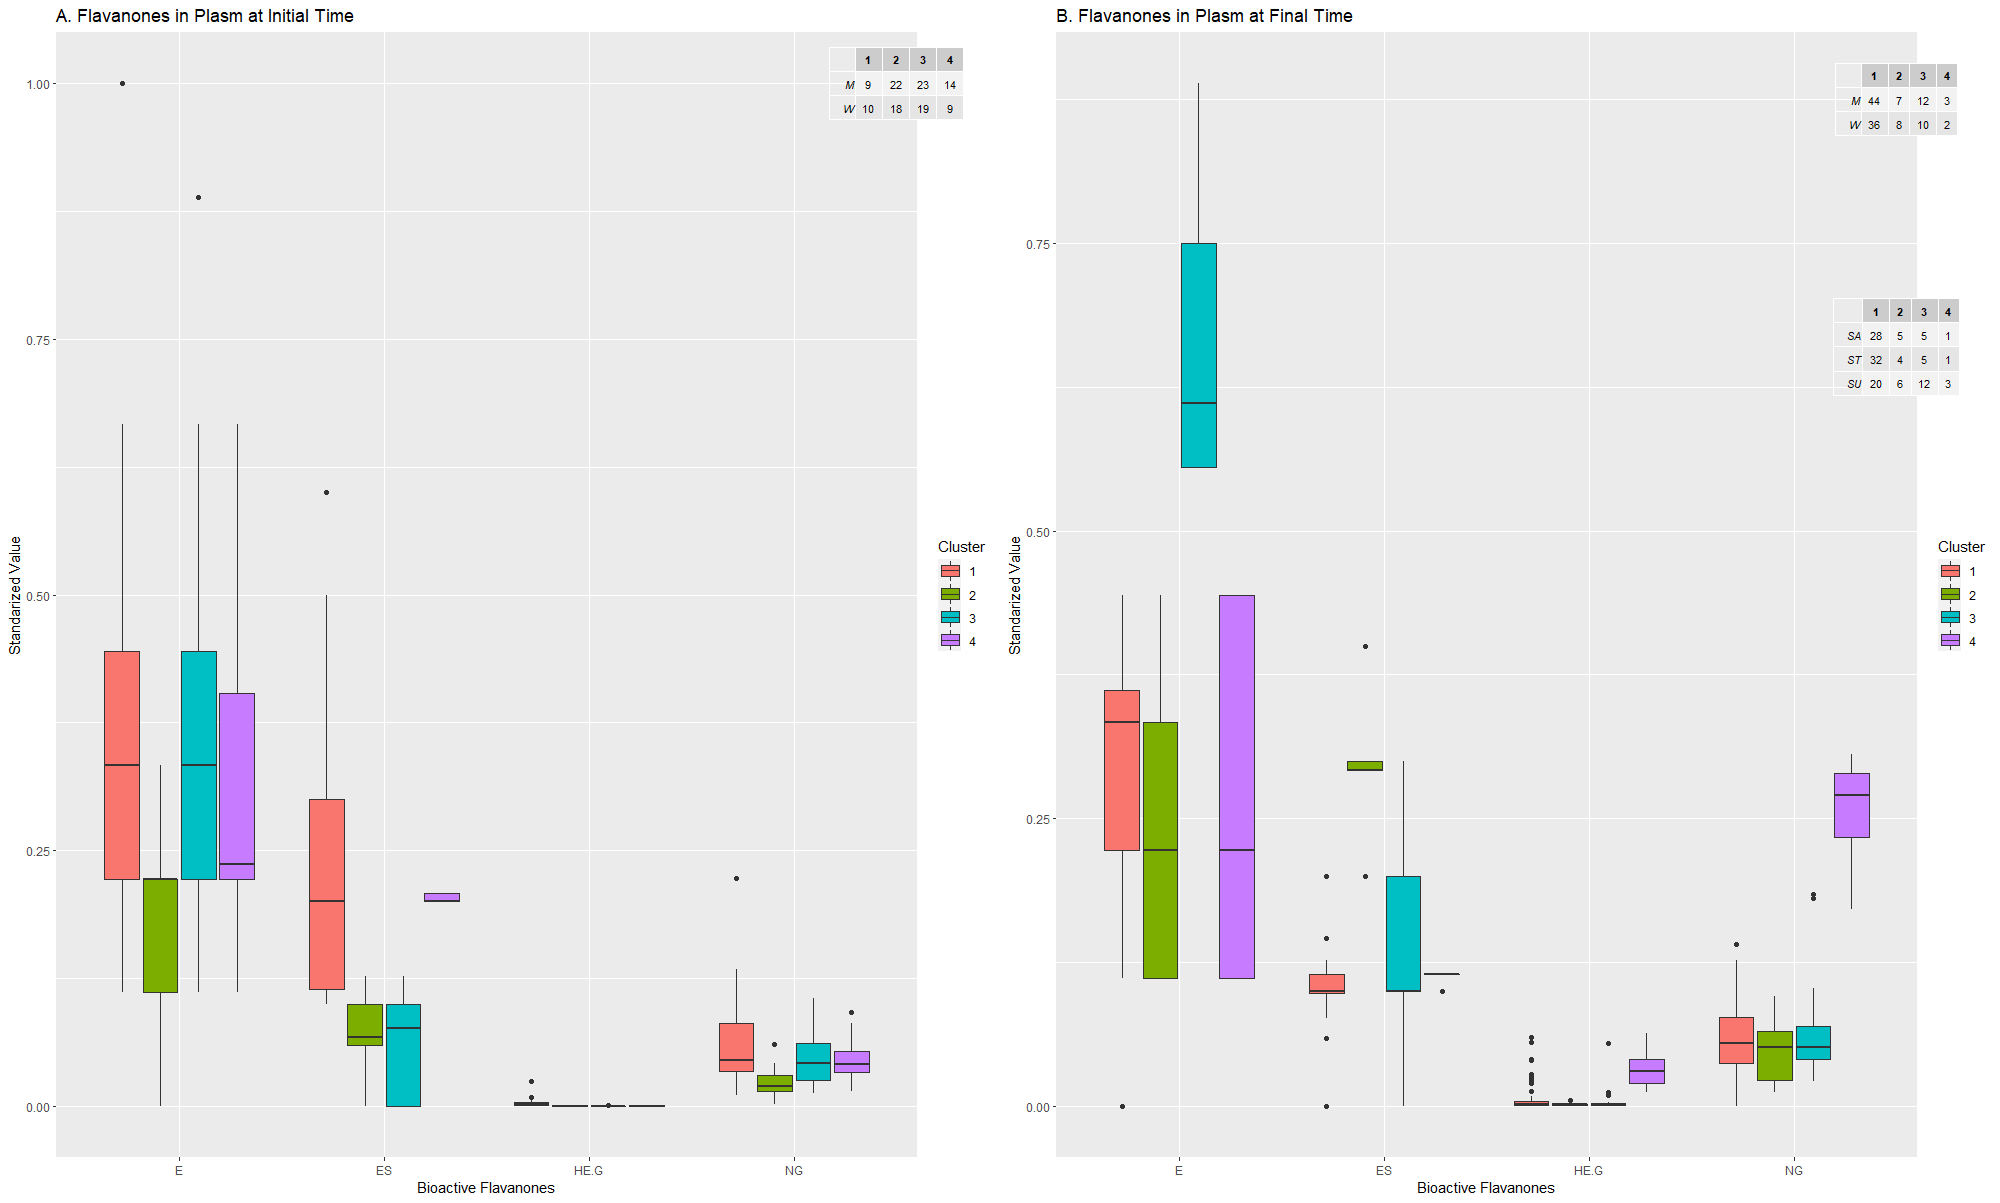 A. Flavanones in Plasm at Initial Time
1 2 3 4
M 9 22 23 14
W 10 18 19 9
1.00
0.75
0.50
0.25
0.00
Standarized Value
E ES HE.G NG
Bioactive Flavanones
Cluster
1
2
3
4
B. Flavanones in Plasm at Final Time
1 2 3 4
M 44 7 12 3
W 36 8 10 2
1 2 3 4
SA 28 5 5 1
ST 32 4 5 1
SU 20 6 12 3
0.75
0.50
0.25
0.00
Standarized Value
E ES HE.G NG
Bioactive Flavanones
Cluster
1
2
3
4